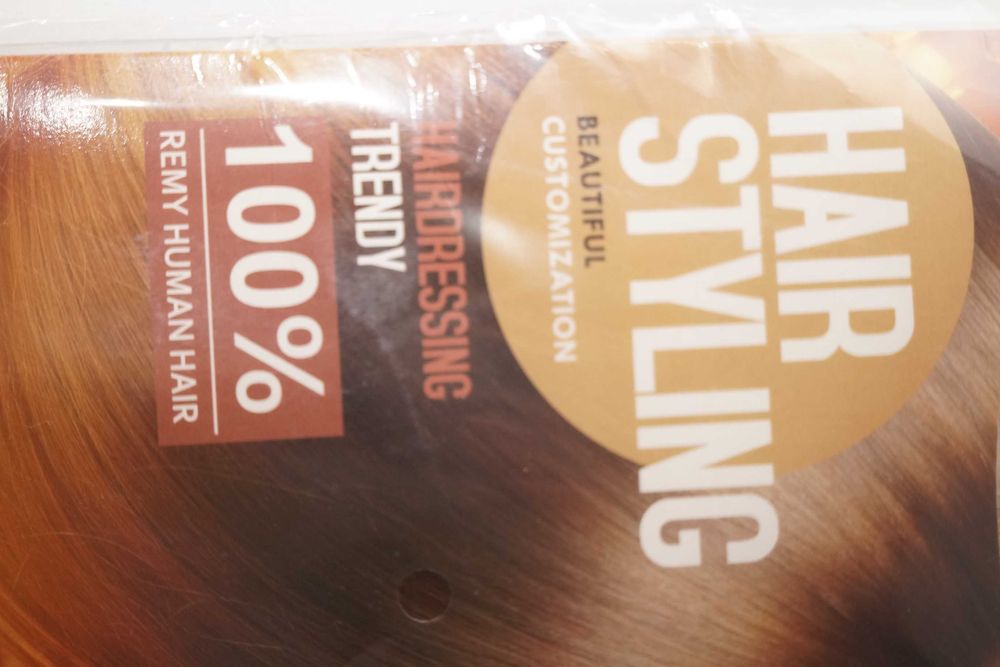 HAIR
STYLING
BEAUTIFUL
CUSTOMIZATION
HAIRDRESSING
TRENDY
100%
REMY HUMAN HAIR